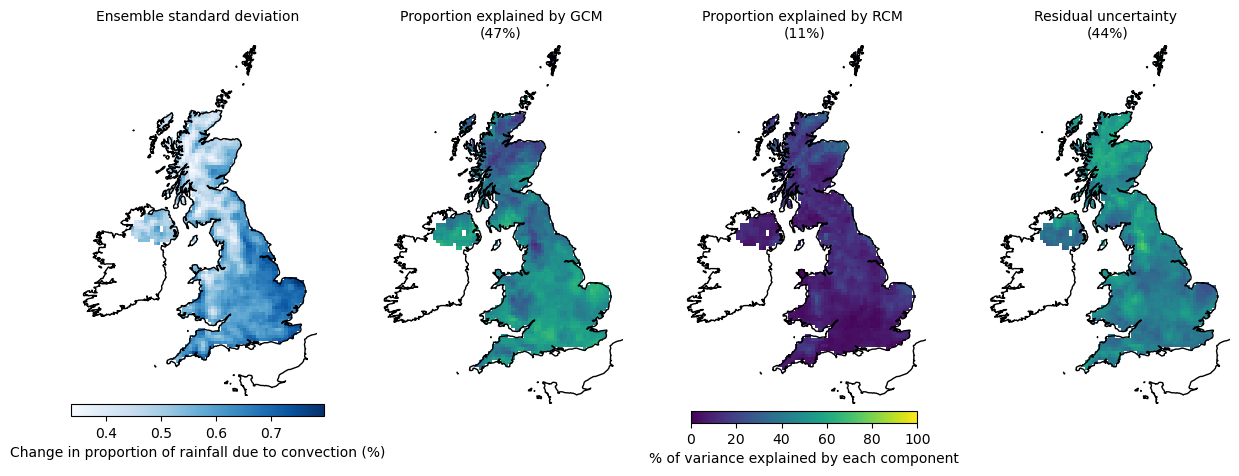 Ensemble standard deviation
Proportion explained by GCM
(47%)
Proportion explained by RCM
(11%)
Residual uncertainty
(44%)
0.4 0.5 0.6 0.7
Change in proportion of rainfall due to convection (%)
0 20 40 60 80 100
% of variance explained by each component